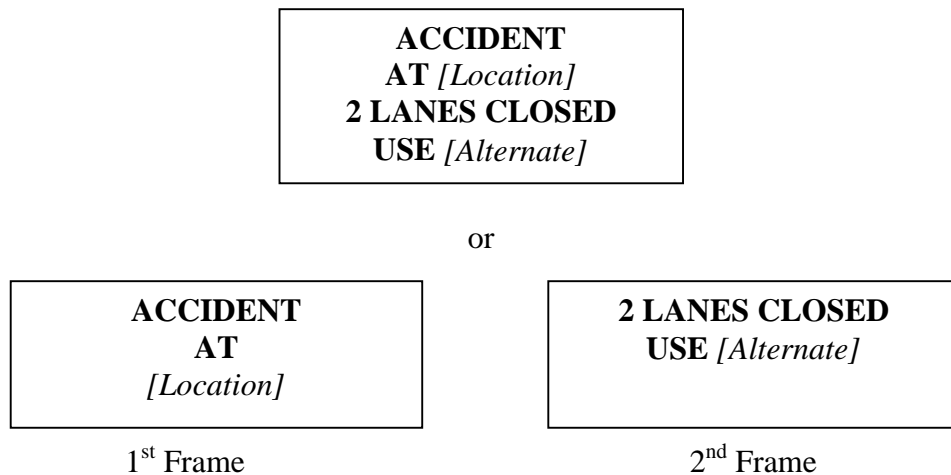 ACCIDENT
AT [Location]
2 LANES CLOSED
USE [Alternate]
or
ACCIDENT
AT
[Location]
1st Frame
2 LANES CLOSED
USE [Alternate]
2nd Frame